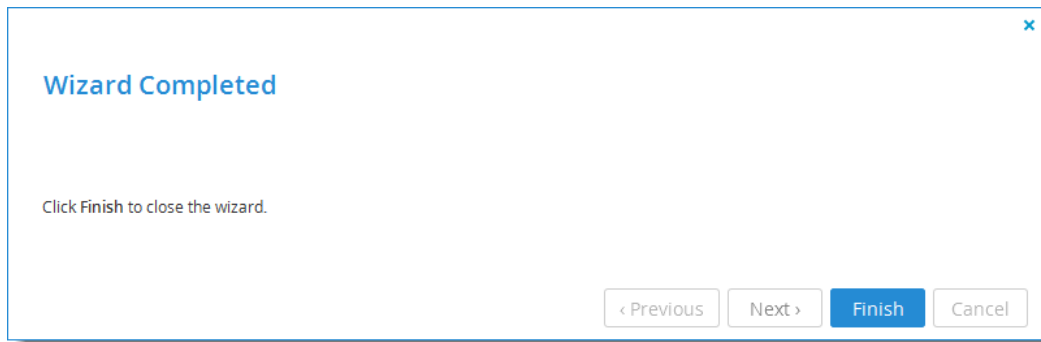 ×
Wizard Completed
Click Finish to close the wizard.
‹ Previous Next › Finish Cancel